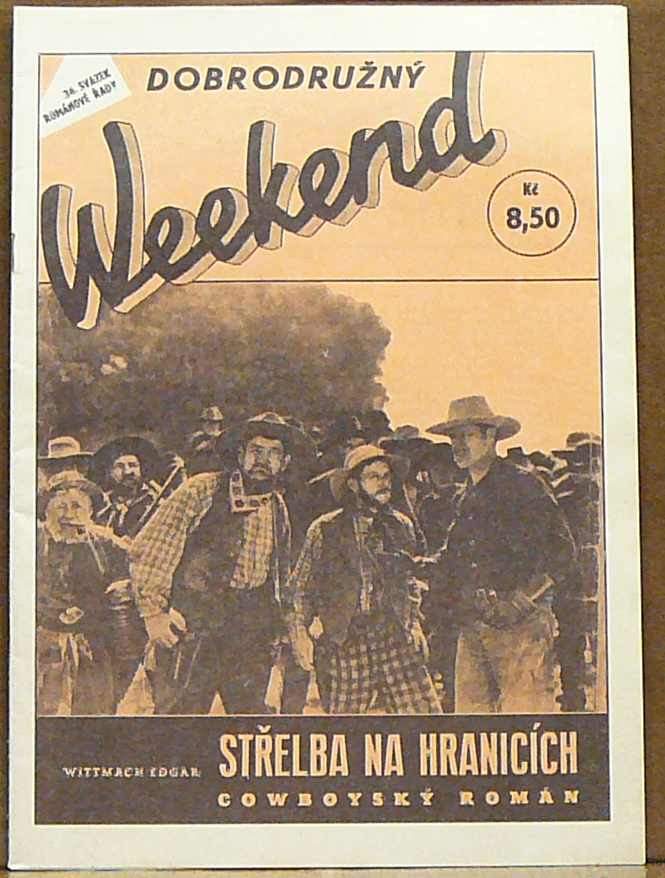 36. SVAZEK
ROMÁNOVÉ ŘADY
DOBRODRUŽNÝ
Weekend
Kč
8,50
WITTMACH EDGAR:
STŘELBA NA HRANICÍCH
COWBOYSKÝ ROMÁN